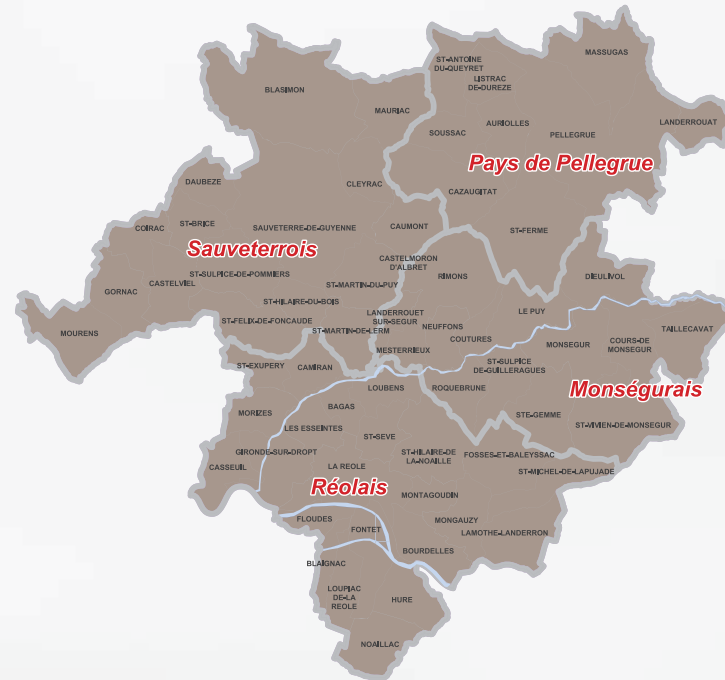 MASSUGAS
ST-ANTOINE
DU-QUEYRET
LISTRAC
DE-DUREZE
BLASIMON
MAURIAC
LANDERROUAT
AURIOLLES
SOUSSAC
PELLEGRUE
Pays de Pellegrue
DAUBEZE
CLEYRAC
CAZAUGITAT
ST-BRICE
COIRAC
SAUVETERRE-DE-GUYENNE
CAUMONT
ST-FERME
Sauveterrois
CASTELMORON
D'ALBRET
ST-SULPICE-DE-POMMIERS
RIMONS
DIEULIVOL
CASTELVIEL
ST-MARTIN-DU-PUY
GORNAC
ST-HILAIRE-DU-BOIS
LANDERROUET
SUR-SEGUR
LE PUY
ST-FELIX-DE-FONCAUDE
ST-MARTIN-DE-LERM
NEUFFONS
TAILLECAVAT
MOURENS
COUTURES
MONSEGUR
COURS-DE
MONSEGUR
MESTERRIEUX
ST-EXUPERY
CAMIRAN
ST-SULPICE
DE-GUILLERAGUES
LOUBENS
ROQUEBRUNE
Monségurais
BAGAS
MORIZES
STE-GEMME
LES ESSEINTES
ST-VIVIEN-DE-MONSEGUR
ST-SEVE
GIRONDE-SUR-DROPT
ST-HILAIRE-DE
LA-NOAILLE
FOSSES-ET-BALEYSSAC
CASSEUIL
LA REOLE
ST-MICHEL-DE-LAPUJADE
Réolais
MONTAGOUDIN
FLOUDES
MONGAUZY
FONTET
LAMOTHE-LANDERRON
BOURDELLES
BLAIGNAC
LOUPIAC
DE-LA
REOLE
HURE
NOAILLAC